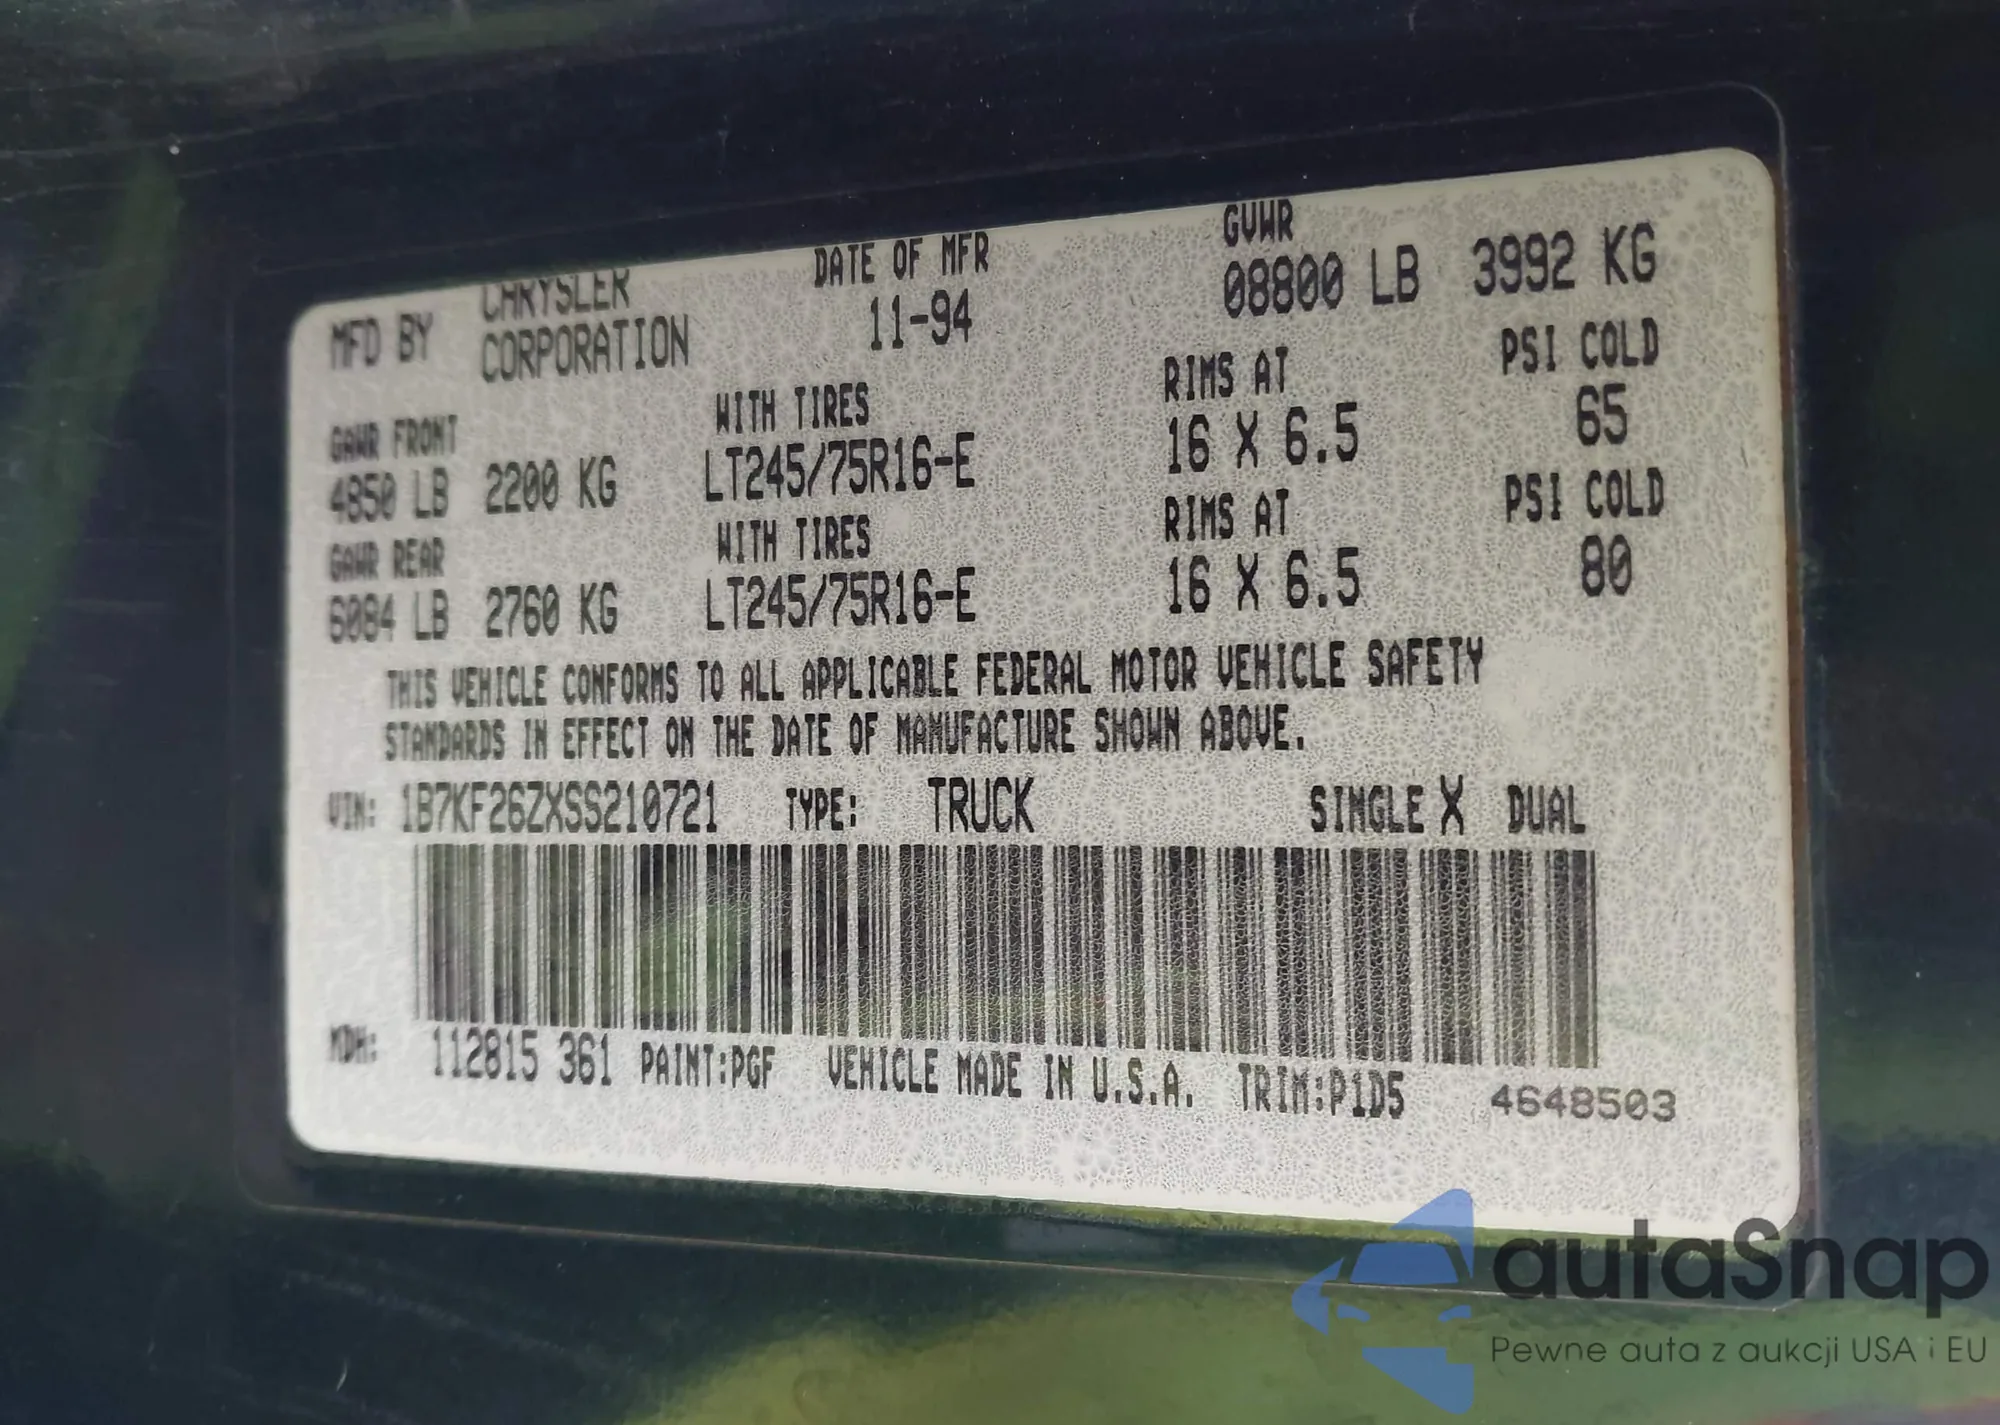 MFD BY CHRYSLER CORPORATION DATE OF MFR 11-94 GVWR 08800 LB 3992 KG
GAWR FRONT WITH TIRES RIMS AT PSI COLD
4850 LB 2200 KG LT245/75R16-E 16 X 6.5 65
GAWR REAR WITH TIRES RIMS AT PSI COLD
6084 LB 2760 KG LT245/75R16-E 16 X 6.5 80
THIS VEHICLE CONFORMS TO ALL APPLICABLE FEDERAL MOTOR VEHICLE SAFETY
STANDARDS IN EFFECT ON THE DATE OF MANUFACTURE SHOWN ABOVE.
VIN: 1B7KF26ZXSS210721 TYPE: TRUCK SINGLE X DUAL
MDH: 112815 361 PAINT:PGF VEHICLE MADE IN U.S.A. TRIM:P1D5 4648503
autaSnap
Pewne auta z aukcji USA i EU